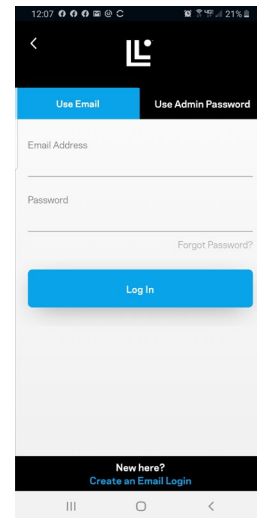 12:07
21%
Use Email
Use Admin Password
Email Address
Password
Forgot Password?
Log In
New here?
Create an Email Login